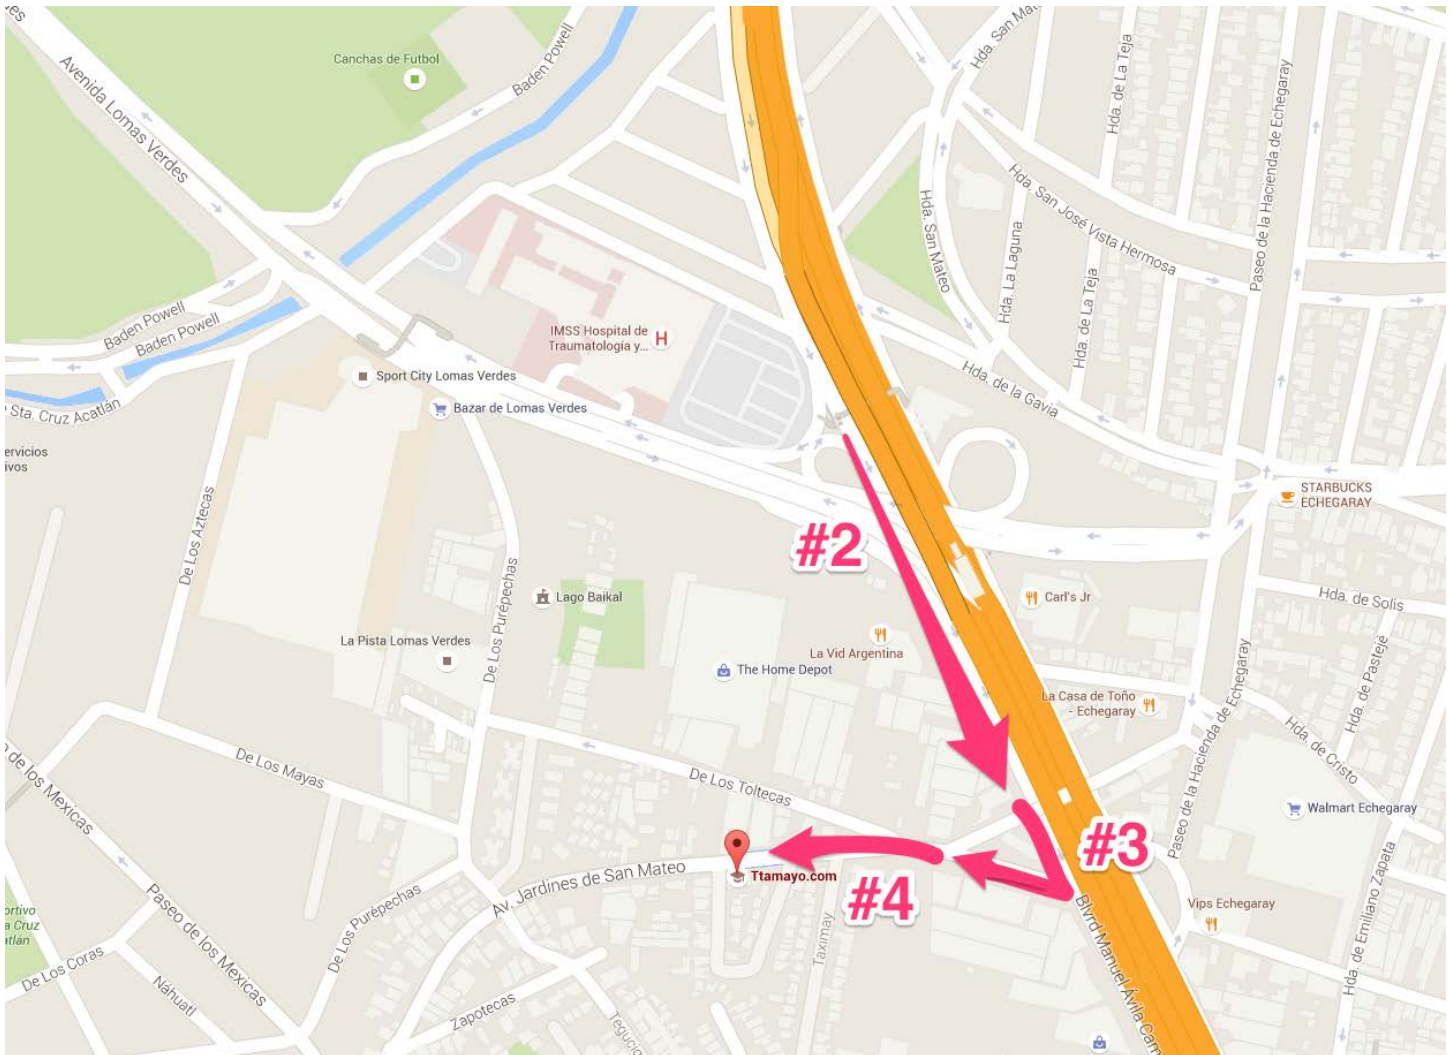 es
Canchas de Futbol
Baden Powell
Avenida Lomas Verdes
Hda. San
Hda. de La Teja
Paseo de la Hacienda de Echegaray
Hda. San Mateo
Hda. San José Vista Hermosa
Hda. La Laguna
Hda. de La Teja
Baden Powell
Baden Powell
IMSS Hospital de
Traumatología y...
H
Sport City Lomas Verdes
Bazar de Lomas Verdes
Hda. de la Gavia
Sta. Cruz Acatlán
ervicios
ivos
STARBUCKS
ECHEGARAY
De Los Aztecas
#2
De Los Purépechas
Lago Baikal
Carl's Jr
Hda. de Solis
La Pista Lomas Verdes
La Vid Argentina
The Home Depot
La Casa de Toño
- Echegaray
Paseo de la Hacienda de Echegaray
Hda. de Pastejé
Hda. de Cristo
o de los Mexicas
De Los Mayas
De Los Toltecas
Walmart Echegaray
#3
Av. Jardines de San Mateo
Ttamayo.com
#4
Hda. de Emiliano Zapata
Paseo de los Mexicas
De Los Purépechas
Taximay
Blvrd Manuel Ávila Cam
Vips Echegaray
ortivo
a Cruz
atlán
De Los Coras
Náhuatl
Zapotecas
Teguci